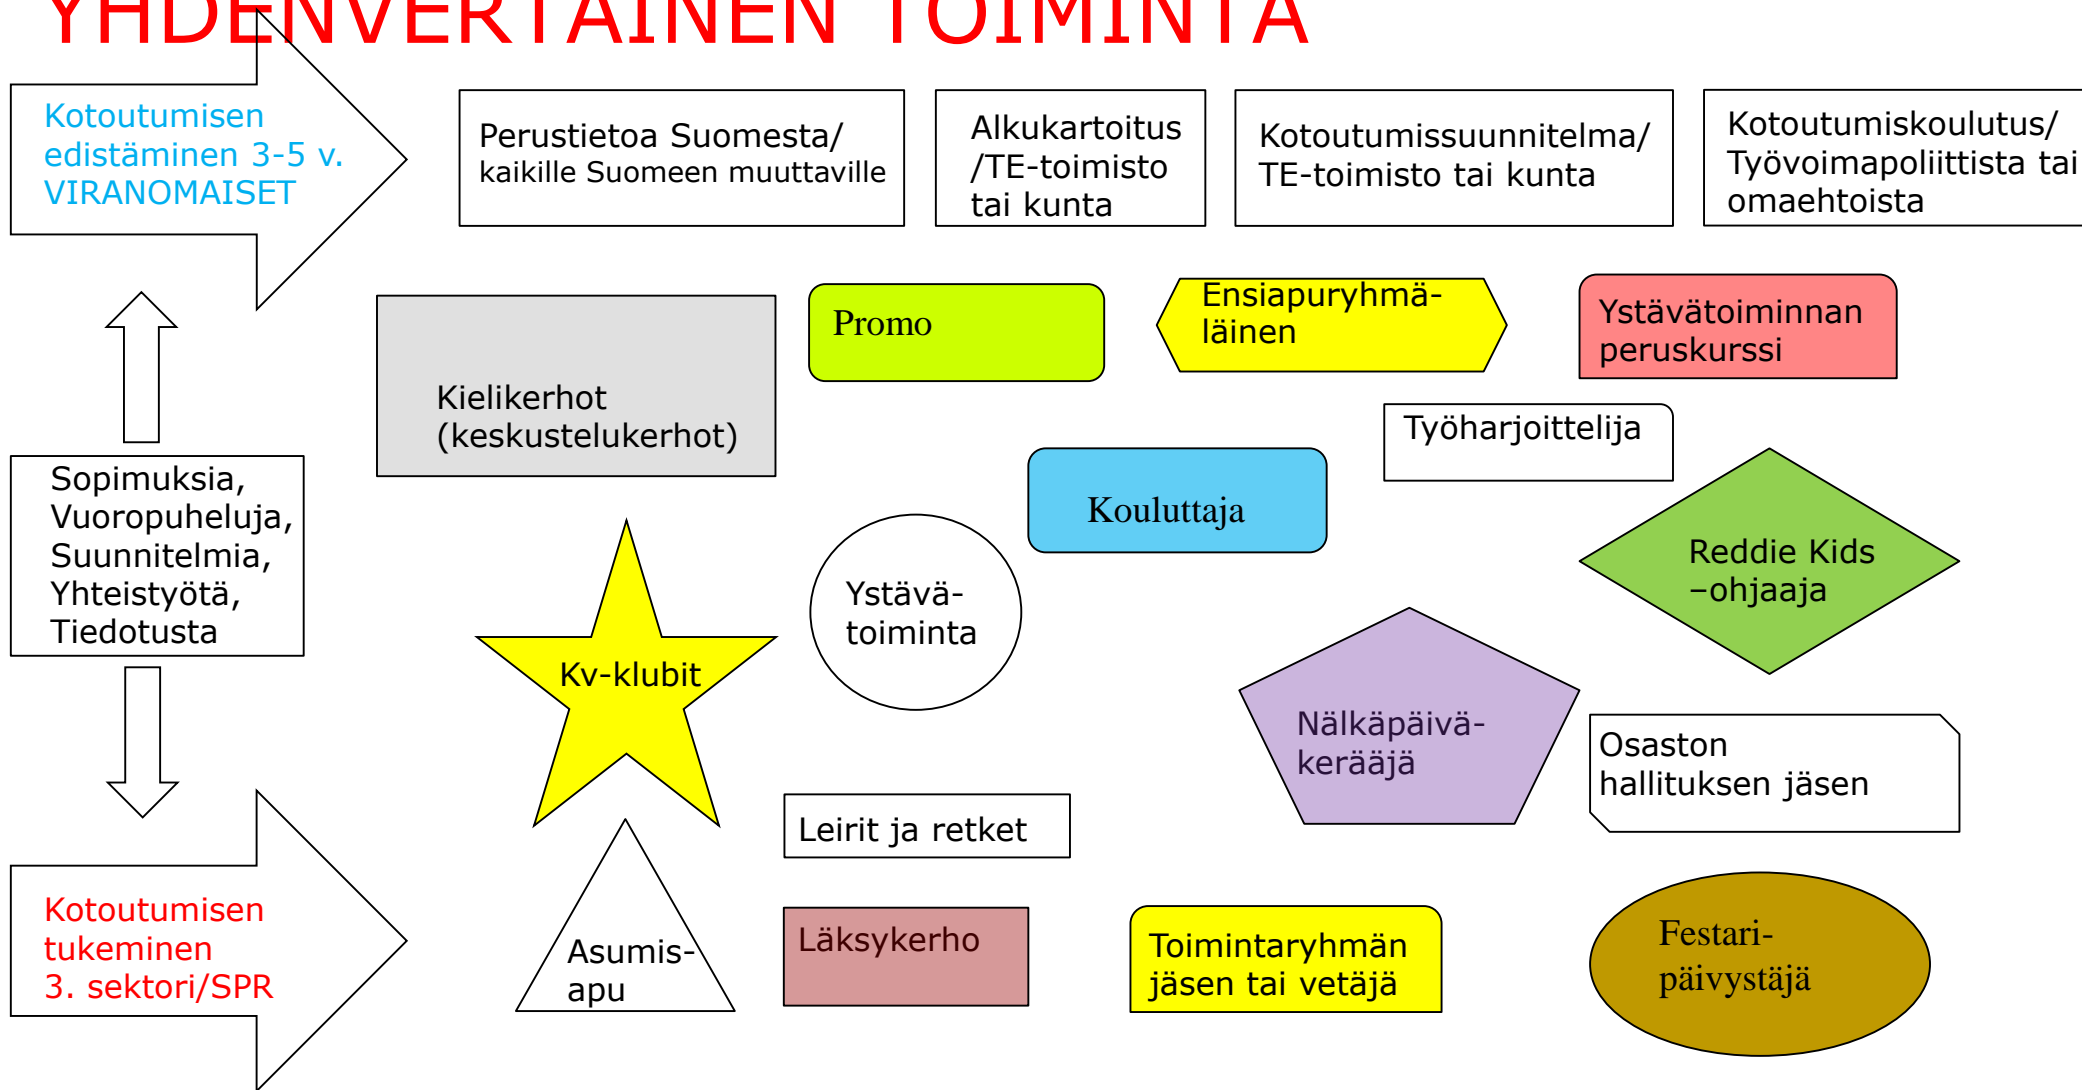 YHDENVERTAINEN TOIMINTA
Kotoutumisen
edistäminen 3-5 v.
VIRANOMAISET
Perustietoa Suomesta/
kaikille Suomeen muuttaville
Alkukartoitus
/TE-toimisto
tai kunta
Kotoutumissuunnitelma/
TE-toimisto tai kunta
Kotoutumiskoulutus/
Työvoimapoliittista tai
omaehtoista
Kielikerhot
(keskustelukerhot)
Promo
Ensiapuryhmä-
läinen
Ystävätoiminnan
peruskurssi
Työharjoittelija
Sopimuksia,
Vuoropuheluja,
Suunnitelmia,
Yhteistyötä,
Tiedotusta
Kouluttaja
Reddie Kids
–ohjaaja
Kv-klubit
Ystävä-
toiminta
Nälkäpäivä-
kerääjä
Osaston
hallituksen jäsen
Leirit ja retket
Kotoutumisen
tukeminen
3. sektori/SPR
Asumis-
apu
Läksykerho
Toimintaryhmän
jäsen tai vetäjä
Festari-
päivystäjä